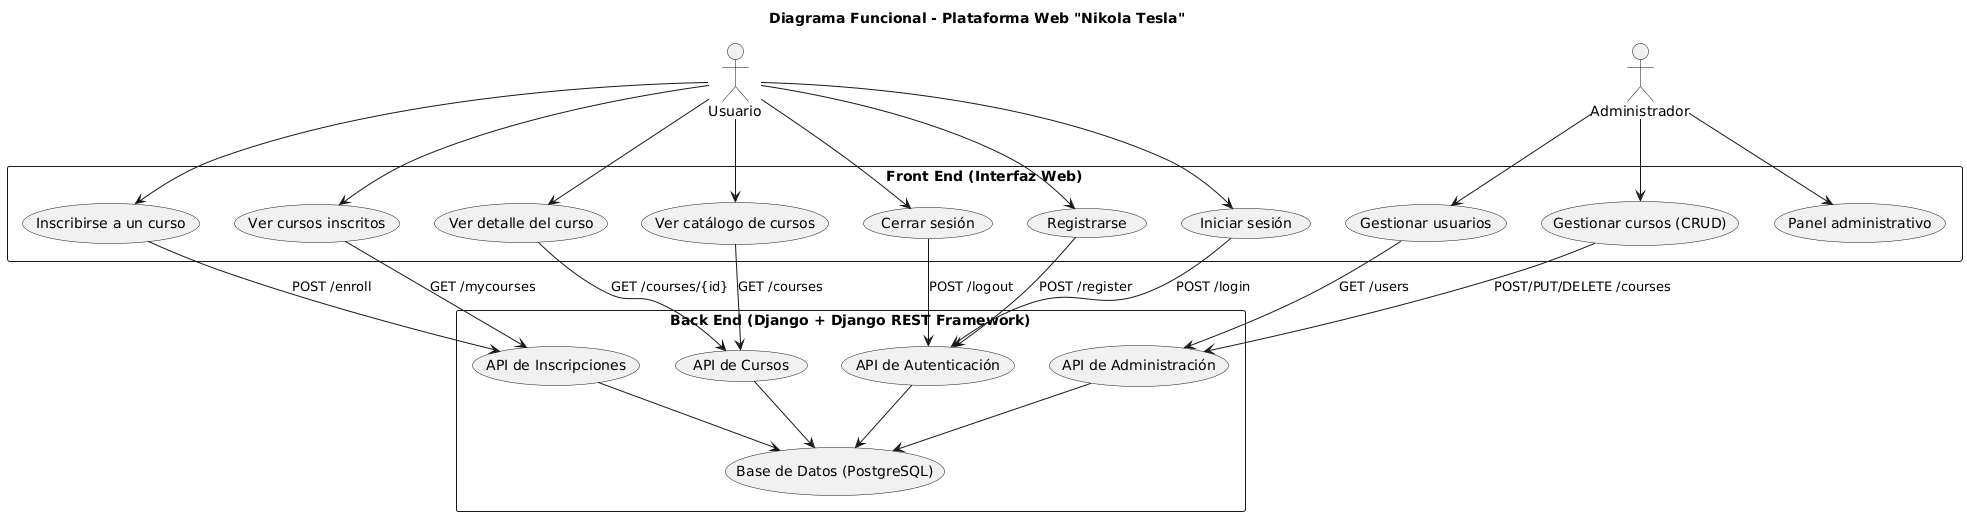 Diagrama Funcional - Plataforma Web "Nikola Tesla"
Usuario
Administrador
Front End (Interfaz Web)
Inscribirse a un curso
Ver cursos inscritos
Ver detalle del curso
Ver catálogo de cursos
Cerrar sesión
Registrarse
Iniciar sesión
Gestionar usuarios
Gestionar cursos (CRUD)
Panel administrativo
POST /enroll
GET /mycourses
GET /courses/{id}
GET /courses
POST /logout
POST /register
POST /login
GET /users
POST/PUT/DELETE /courses
Back End (Django + Django REST Framework)
API de Inscripciones
API de Cursos
API de Autenticación
API de Administración
Base de Datos (PostgreSQL)